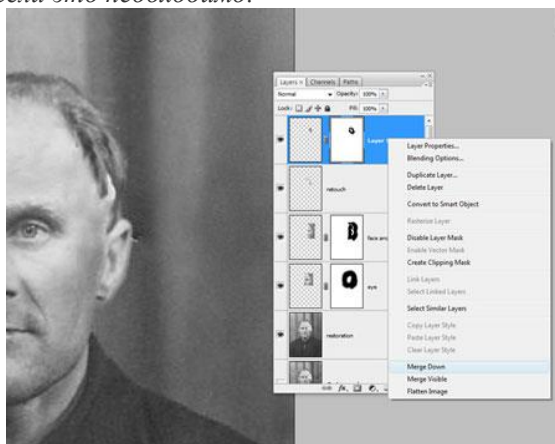 это необходимо.
Layers × Channels Paths
Normal Opacity: 100%
Lock: Fill: 100%
Layer
retouch
face and
eye
restoration
Layer Properties...
Blending Options...
Duplicate Layer...
Delete Layer
Convert to Smart Object
Rasterize Layer
Disable Layer Mask
Enable Vector Mask
Create Clipping Mask
Link Layers
Select Linked Layers
Select Similar Layers
Copy Layer Style
Paste Layer Style
Clear Layer Style
Merge Down
Merge Visible
Flatten Image